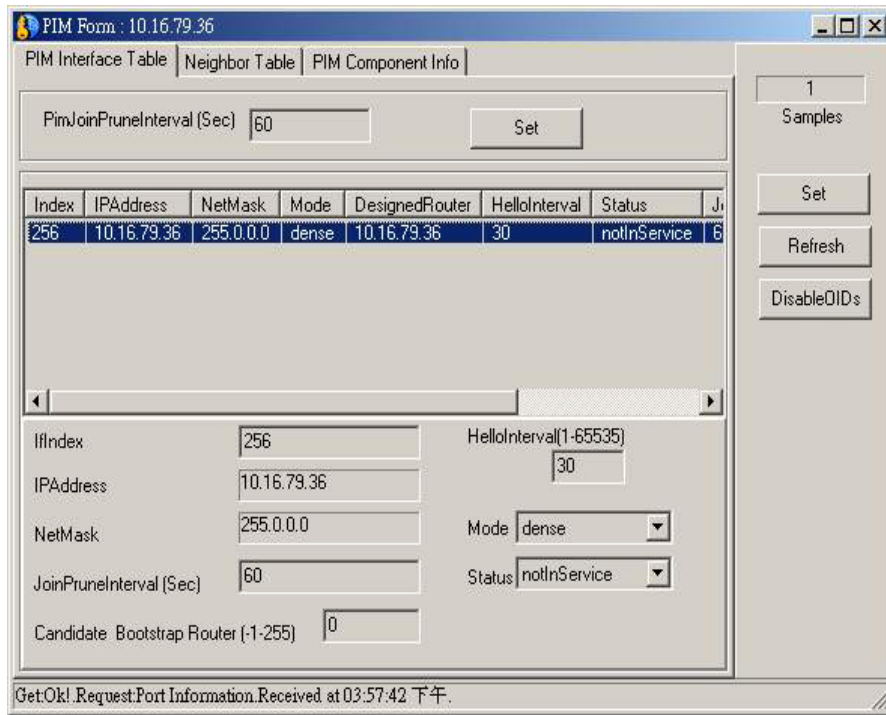 PIM Form : 10.16.79.36
PIM Interface Table Neighbor Table PIM Component Info
PimJoinPruneInterval (Sec) 60 Set
1
Samples
Index IPAddress NetMask Mode DesignedRouter HelloInterval Status J
256 10.16.79.36 255.0.0.0 dense 10.16.79.36 30 notInService 6
Set
Refresh
DisableOIDs
IfIndex 256
IPAddress 10.16.79.36
NetMask 255.0.0.0
JoinPruneInterval (Sec) 60
Candidate Bootstrap Router (-1-255) 0
HelloInterval(1-65535)
30
Mode dense
Status notInService
Get:Ok!.Request:Port Information.Received at 03:57:42 下午.